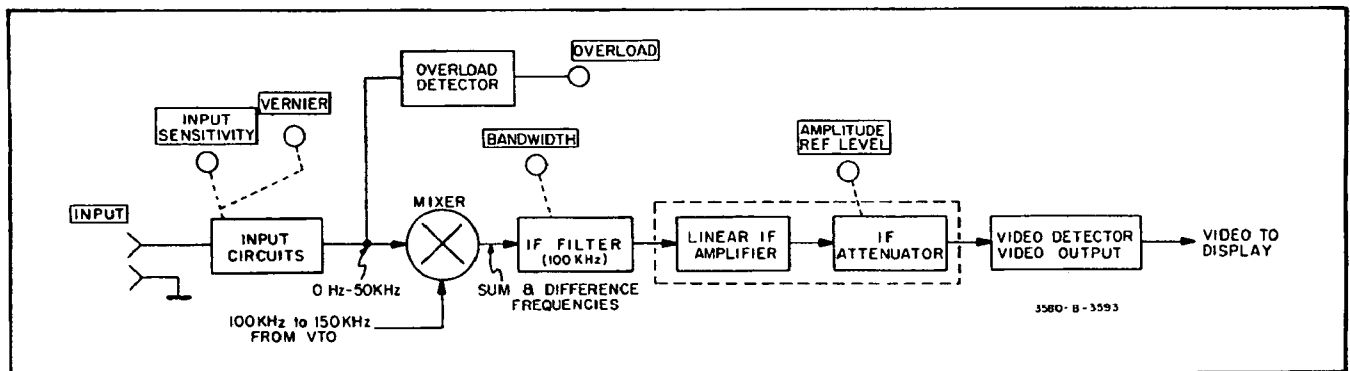 OVERLOAD
OVERLOAD
DETECTOR
VERNIER
INPUT
SENSITIVITY
BANDWIDTH
AMPLITUDE
REF LEVEL
INPUT
MIXER
INPUT
CIRCUITS
IF FILTER
(100 KHz)
LINEAR IF
AMPLIFIER
IF
ATTENUATOR
VIDEO DETECTOR
VIDEO OUTPUT
VIDEO TO
DISPLAY
0 Hz-50KHz
SUM & DIFFERENCE
FREQUENCIES
100KHz to 150KHz
FROM VTO
3580-B-3593